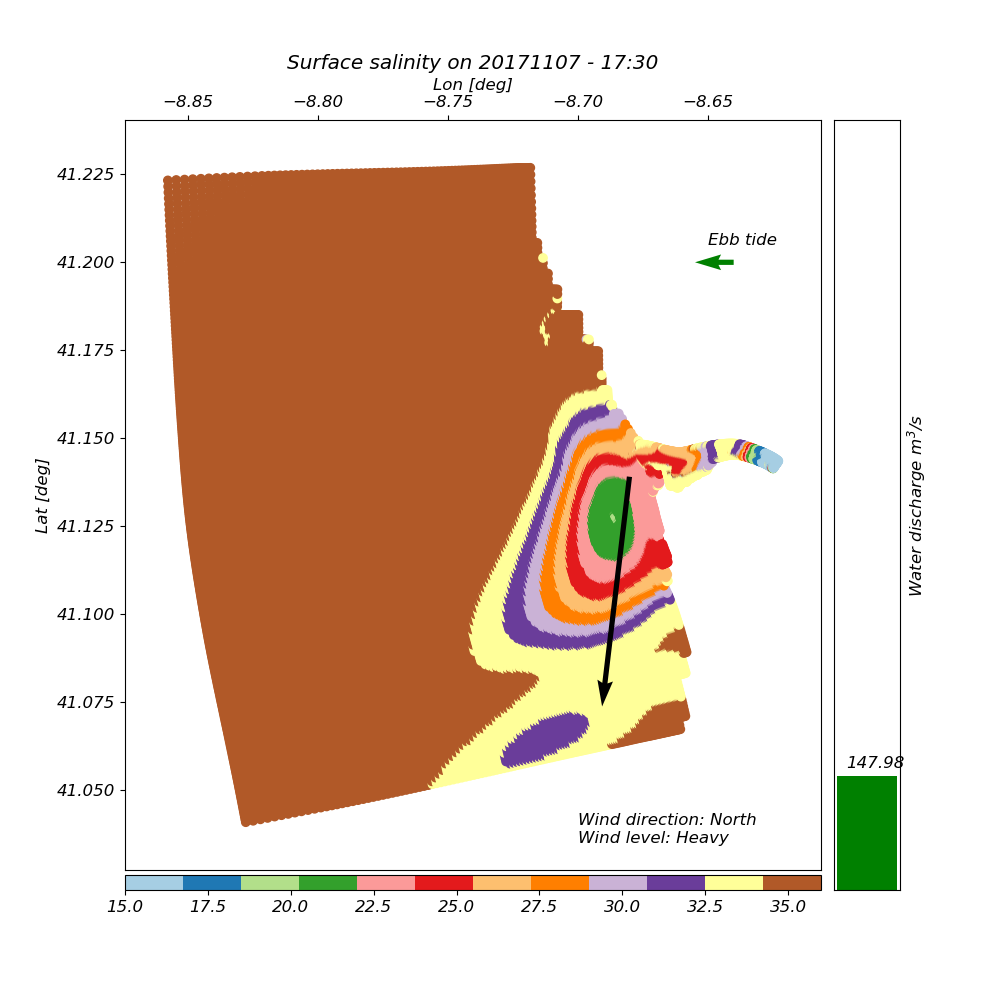 Surface salinity on 20171107 - 17:30
Lon [deg]
−8.85 −8.80 −8.75 −8.70 −8.65
41.225
41.200
41.175
41.150
41.125
41.100
41.075
41.050
Lat [deg]
Ebb tide
Wind direction: North
Wind level: Heavy
147.98
Water discharge m³/s
15.0 17.5 20.0 22.5 25.0 27.5 30.0 32.5 35.0